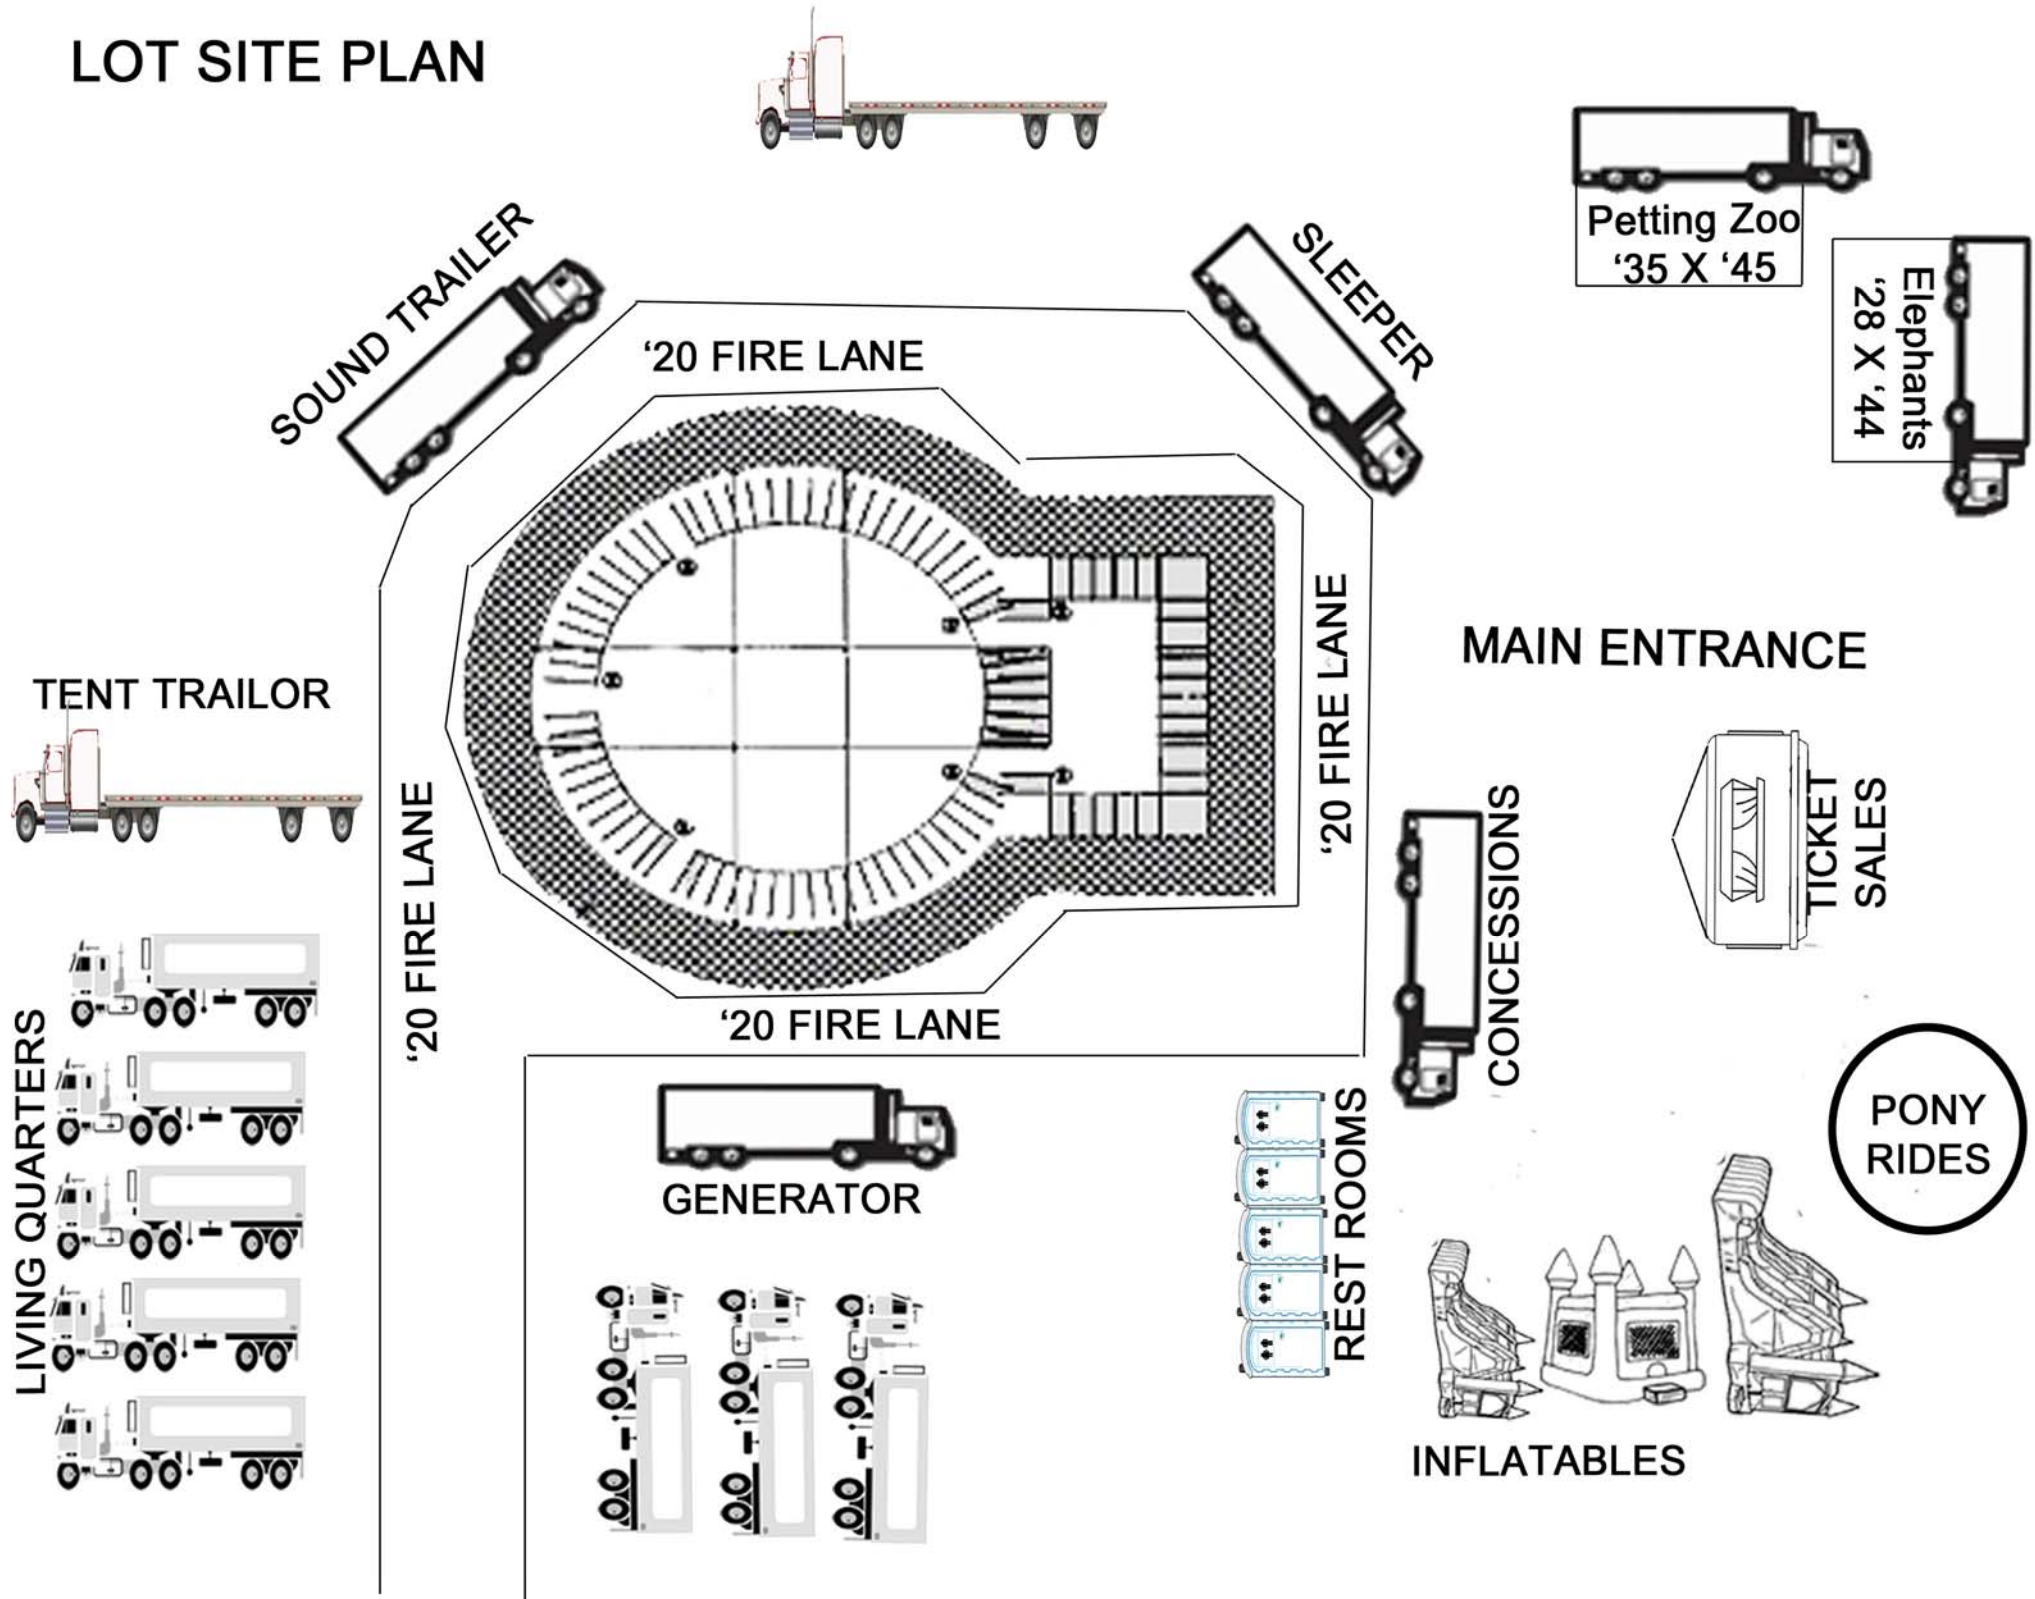 LOT SITE PLAN
Petting Zoo
‘35 X ‘45
Elephants
‘28 X ‘44
SOUND TRAILER
SLEEPER
‘20 FIRE LANE
TENT TRAILOR
‘20 FIRE LANE
‘20 FIRE LANE
MAIN ENTRANCE
TICKET
SALES
CONCESSIONS
‘20 FIRE LANE
LIVING QUARTERS
GENERATOR
REST ROOMS
PONY
RIDES
INFLATABLES